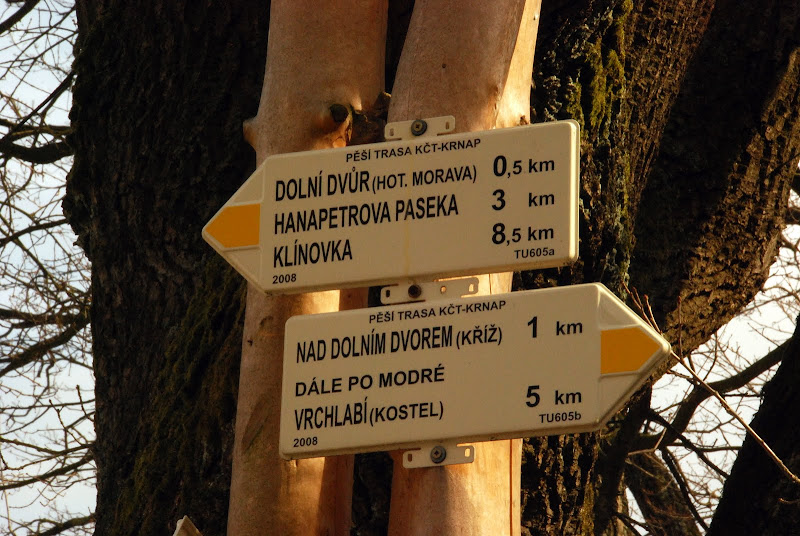 PĚŠÍ TRASA KČT-KRNAP
DOLNÍ DVŮR (HOT. MORAVA) 0,5 km
HANAPETROVA PASEKA 3 km
KLÍNOVKA 8,5 km
2008 TU605a
PĚŠÍ TRASA KČT-KRNAP
NAD DOLNÍM DVOREM (KŘÍŽ) 1 km
DÁLE PO MODRÉ
VRCHLABÍ (KOSTEL) 5 km
2008 TU605b